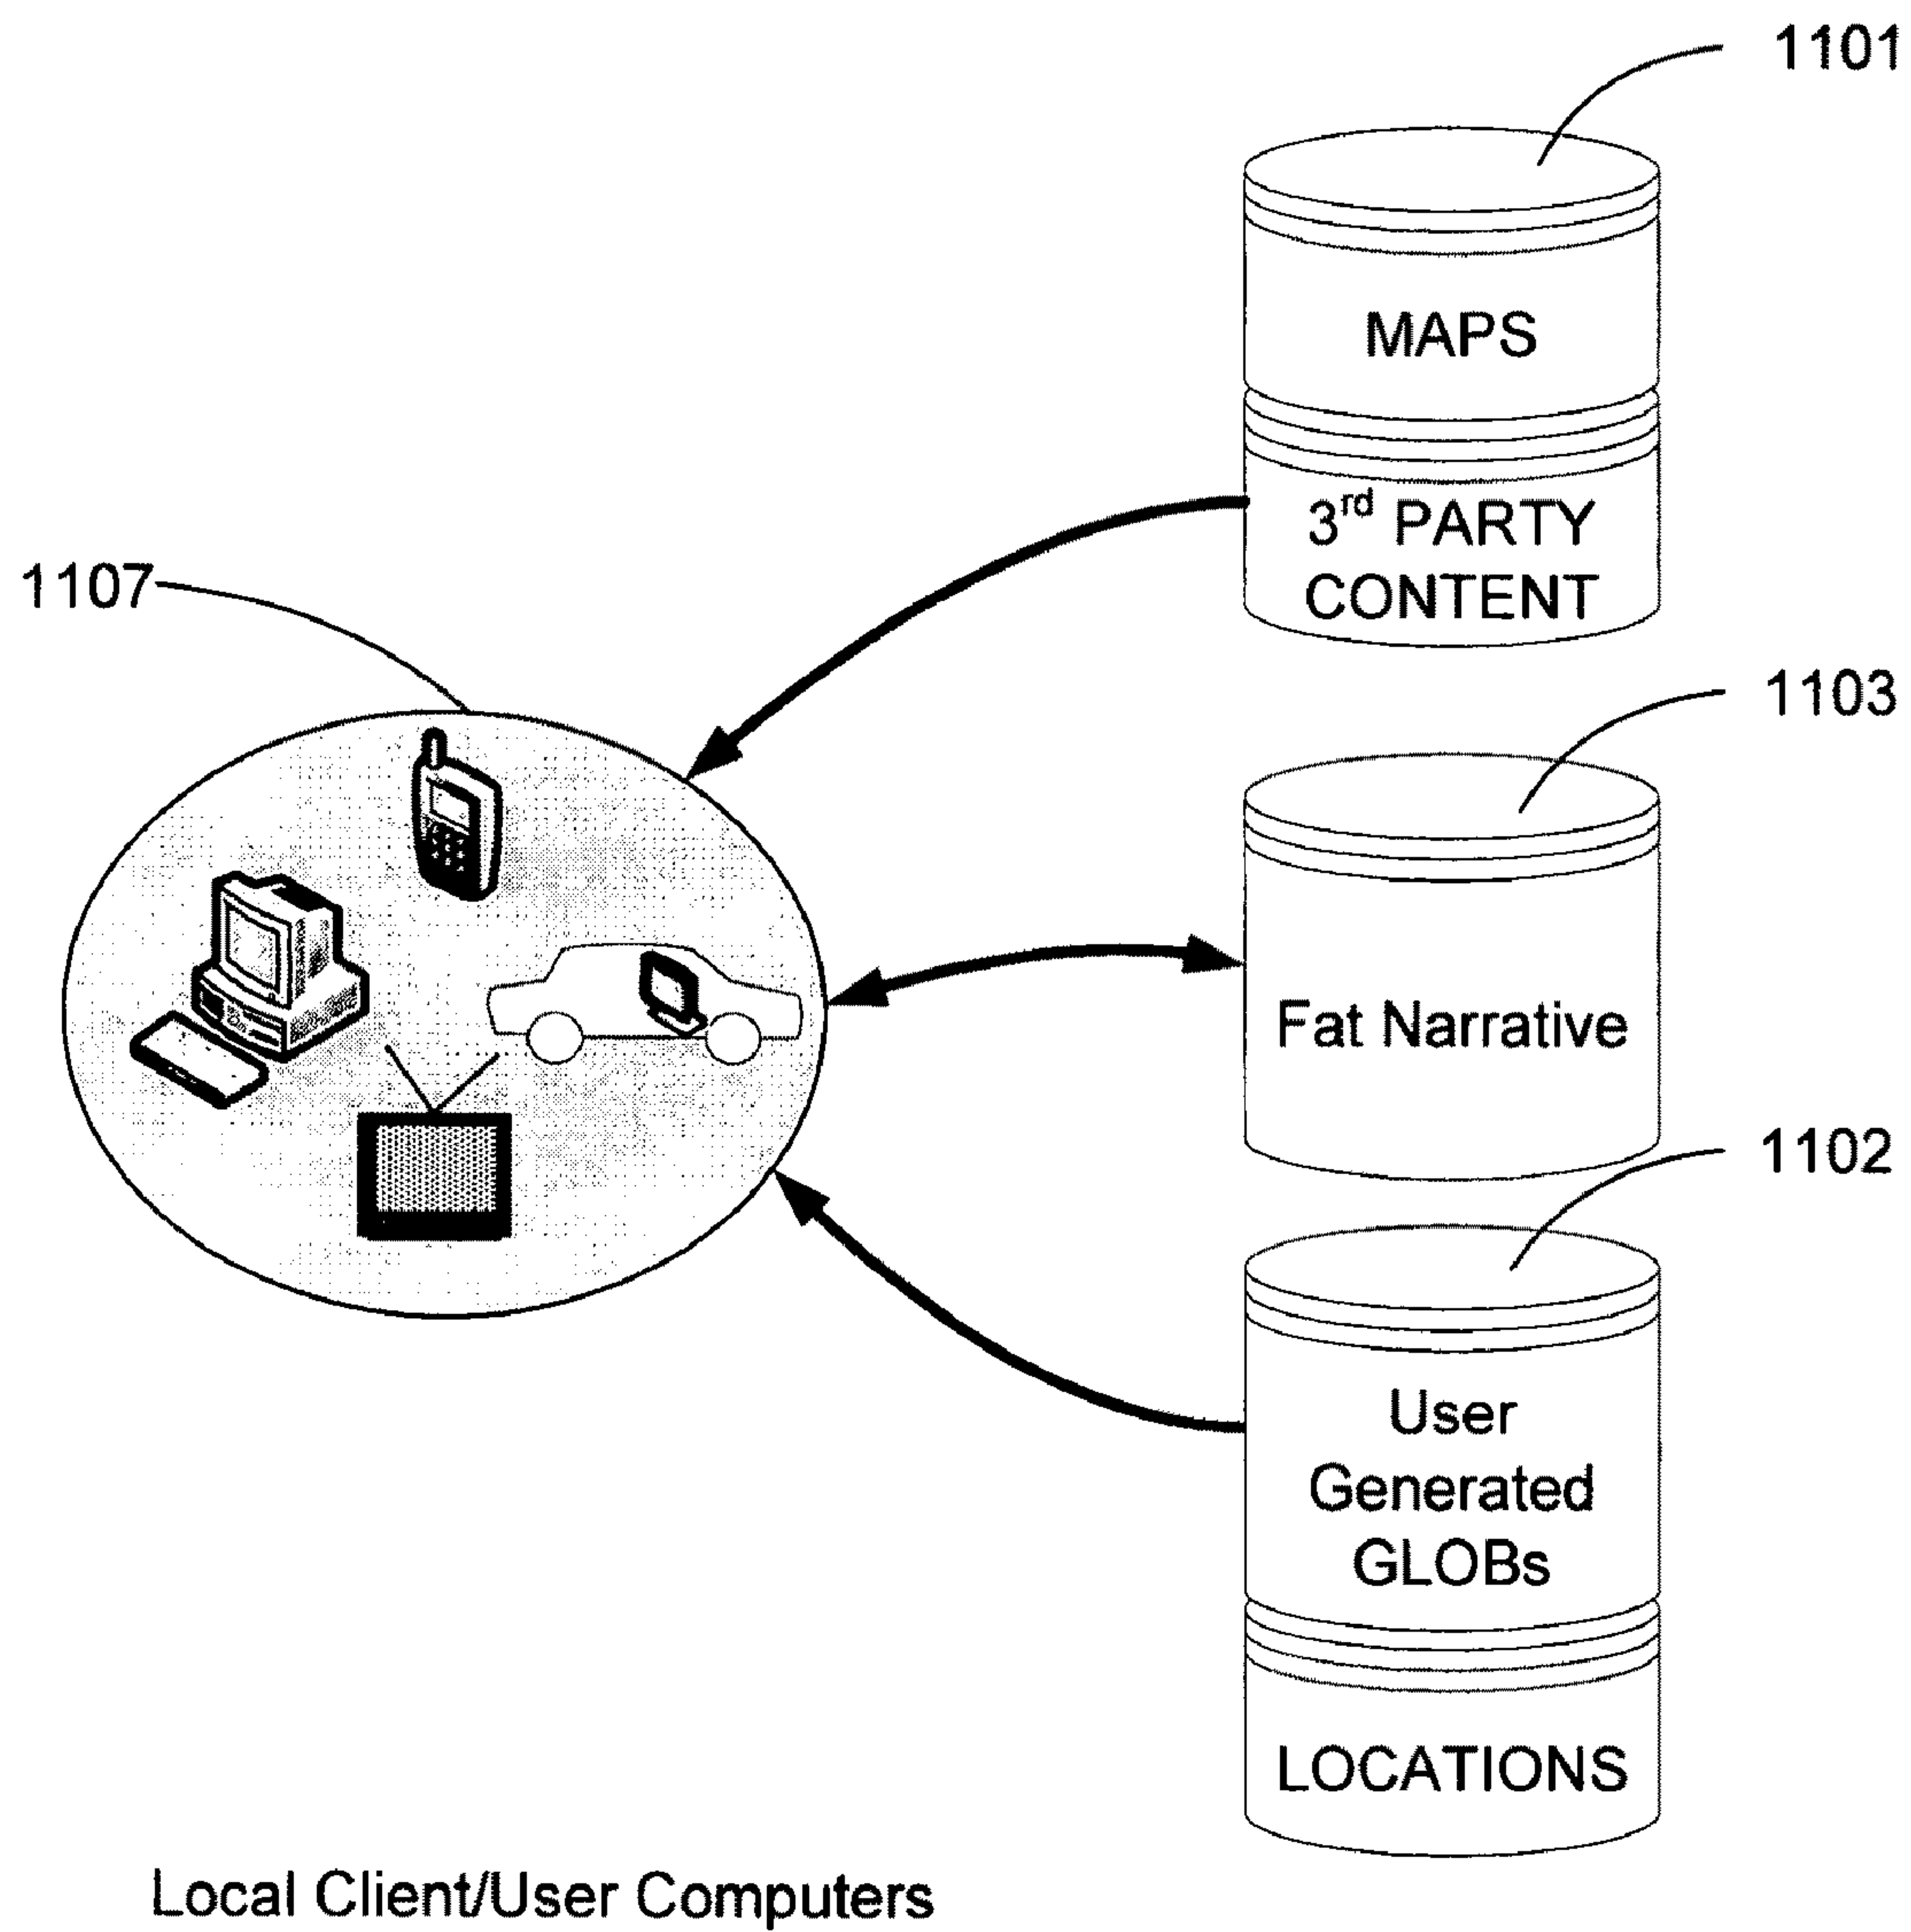 1101
MAPS
3rd PARTY
CONTENT
1107
1103
Fat Narrative
1102
User
Generated
GLOBs
LOCATIONS
Local Client/User Computers